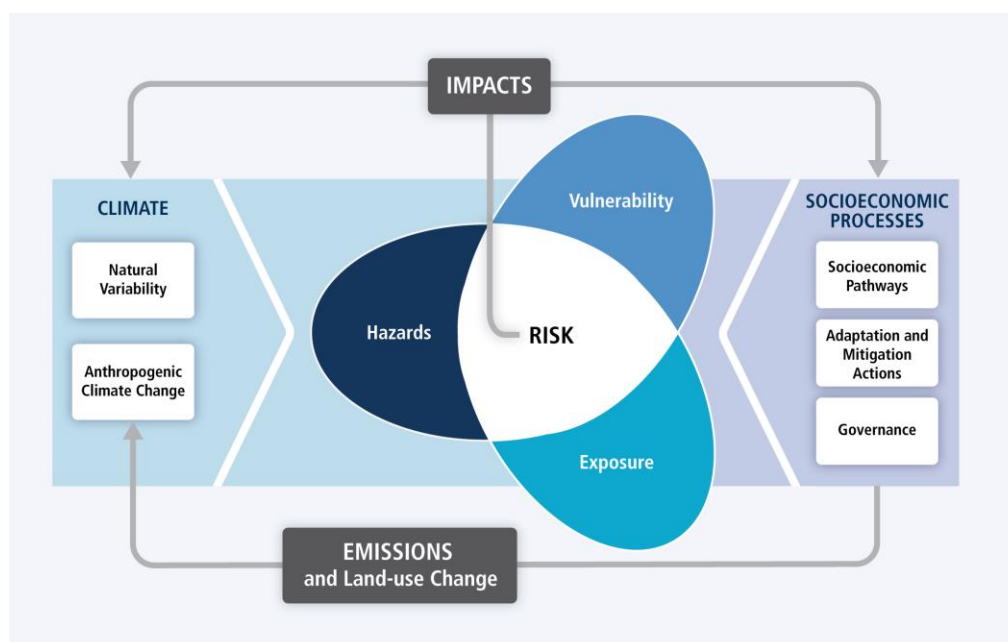 IMPACTS
CLIMATE
Natural
Variability
Anthropogenic
Climate Change
Vulnerability
Hazards
RISK
Exposure
SOCIOECONOMIC
PROCESSES
Socioeconomic
Pathways
Adaptation and
Mitigation
Actions
Governance
EMISSIONS
and Land-use Change